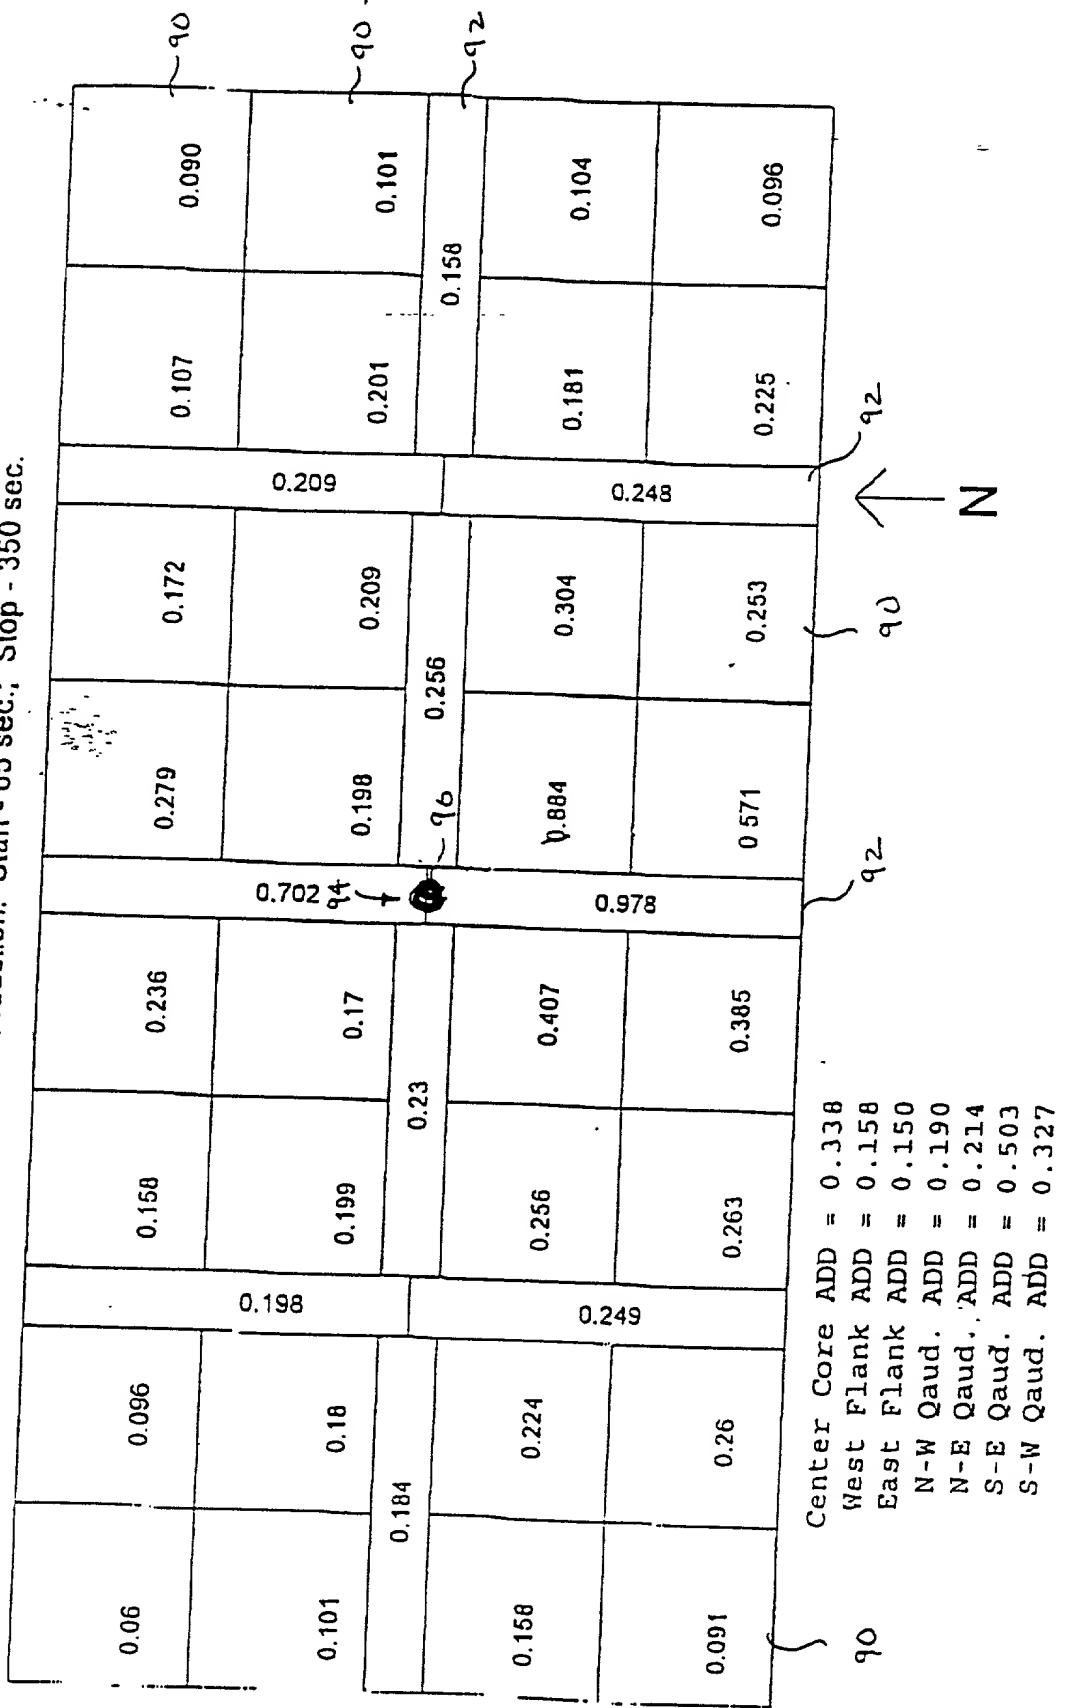 Stop - 350 sec.
90
90
92
0.06 0.096 0.158 0.236 0.279 0.172 0.107 0.090
0.198 0.702 0.209
94
0.101 0.18 0.199 0.17 0.198 0.209 0.201 0.101
0.184 0.23 96 0.256 0.158
0.158 0.224 0.256 0.407 0.884 0.304 0.181 0.104
0.249 0.978 0.248
0.091 0.26 0.263 0.385 0 571 0.253 0.225 0.096
90
92
90
92
N
Center Core ADD = 0.338
West Flank ADD = 0.158
East Flank ADD = 0.150
N-W Qaud. ADD = 0.190
N-E Qaud. ADD = 0.214
S-E Qaud. ADD = 0.503
S-W Qaud. ADD = 0.327